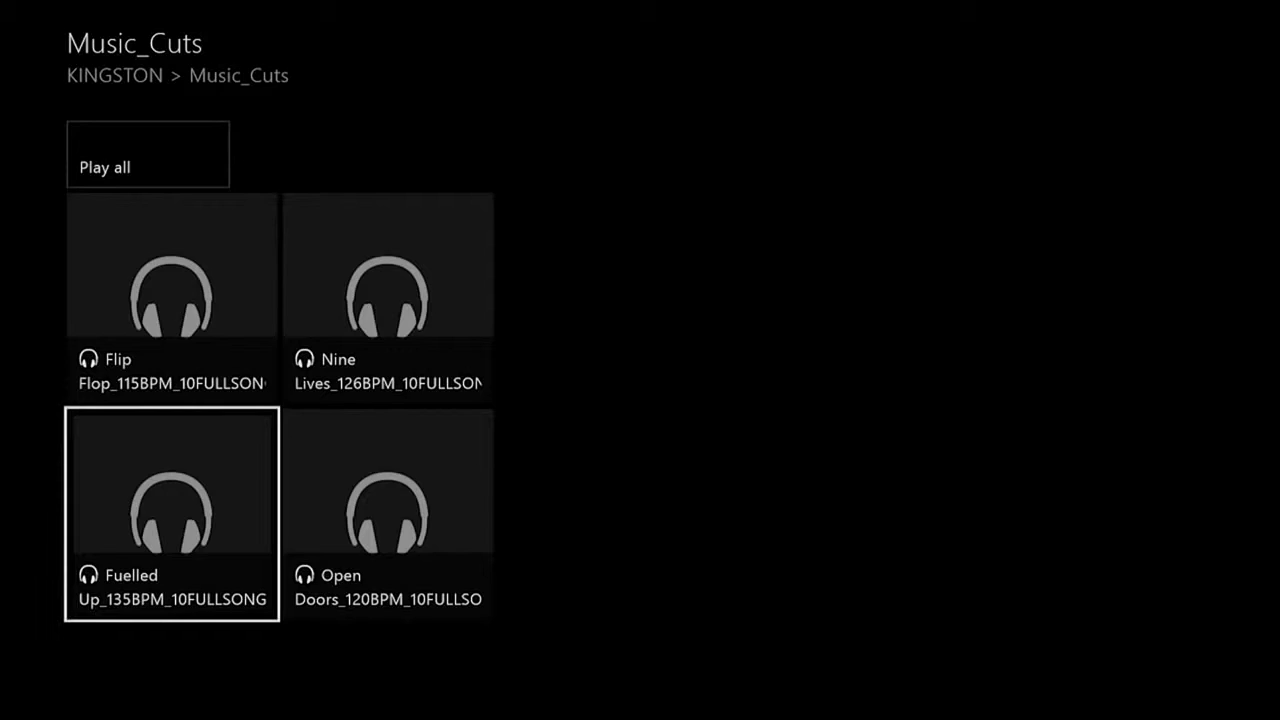 Music_Cuts
KINGSTON > Music_Cuts
Play all
Flip
Flop_115BPM_10FULLSON
Nine
Lives_126BPM_10FULLSON
Fuelled
Up_135BPM_10FULLSONG
Open
Doors_120BPM_10FULLSO